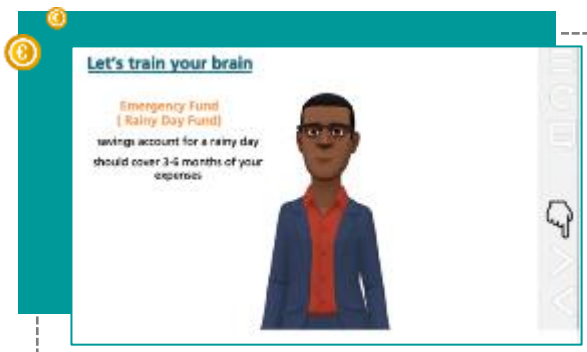 Let's train your brain
Emergency Fund
( Rainy Day Fund)
savings account for a rainy day
should cover 3-6 months of your
expenses